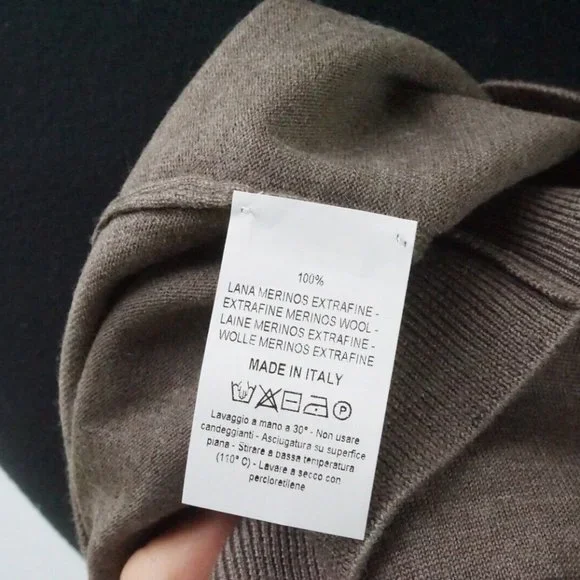 100%
LANA MERINOS EXTRAFINE -
EXTRAFINE MERINOS WOOL -
LAINE MERINOS EXTRAFINE -
WOLLE MERINOS EXTRAFINE
MADE IN ITALY
P
Lavaggio a mano a 30° - Non usare
candeggianti - Asciugatura su superfice
piana - Stirare a bassa temperatura
(110° C) - Lavare a secco con
percloretilene